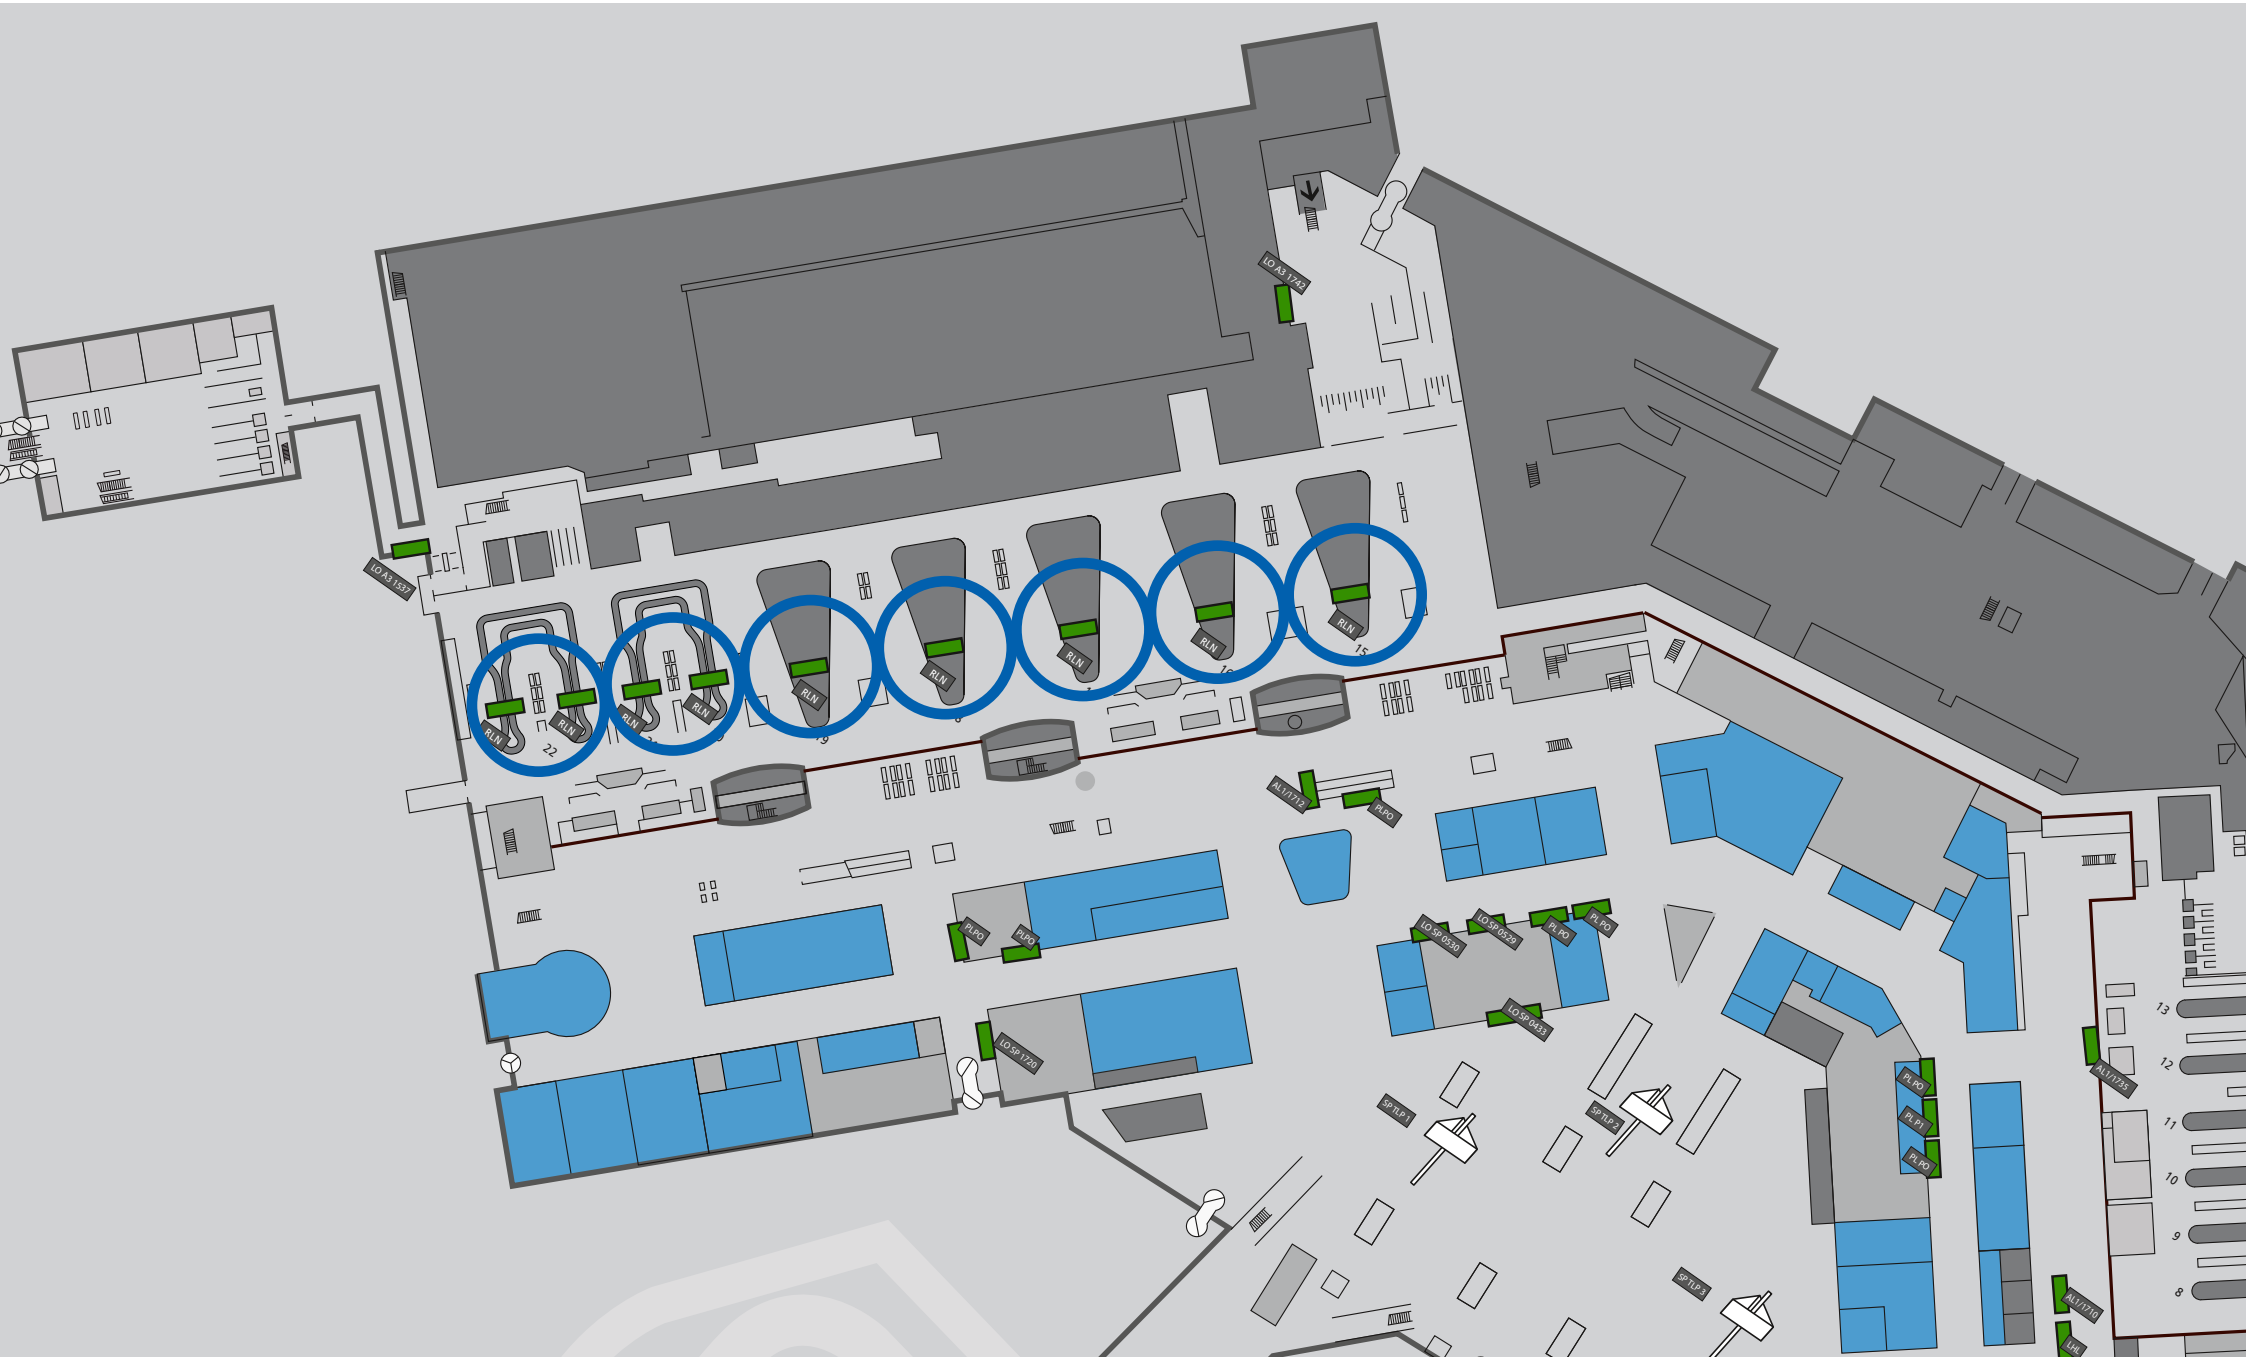 LO A3 1742
LO A3 1537
RLN
RLN
RLN
RLN
RLN
RLN
RLN
RLN
RLN
15
22
AL1/1712
PLPO
PLPO
PLPO
LO SP 0530
LO SP 0529
PL PO
PL PO
LO SP 0433
LO SP 1720
SP TLP 1
SP TLP 2
SP TLP 3
PL PO
PL P1
PL PO
AL1/1735
AL1/1710
LHL
13
12
11
10
9
8